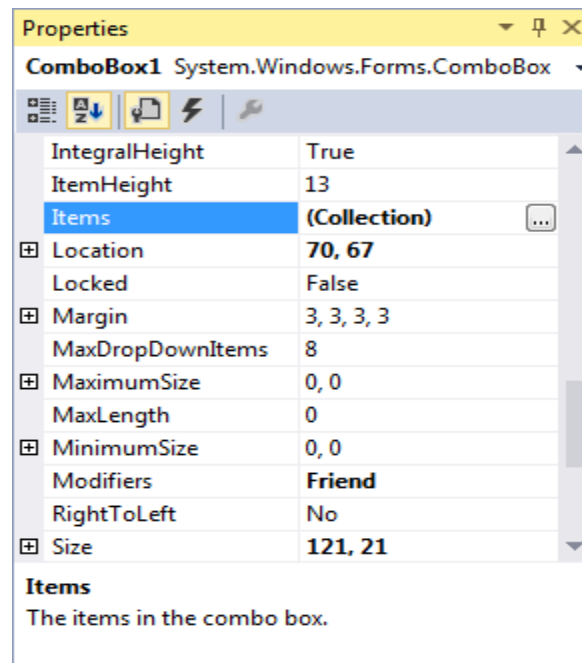 Properties
ComboBox1 System.Windows.Forms.ComboBox
IntegralHeight True
ItemHeight 13
Items (Collection) ...
Location 70, 67
Locked False
Margin 3, 3, 3, 3
MaxDropDownItems 8
MaximumSize 0, 0
MaxLength 0
MinimumSize 0, 0
Modifiers Friend
RightToLeft No
Size 121, 21
Items
The items in the combo box.